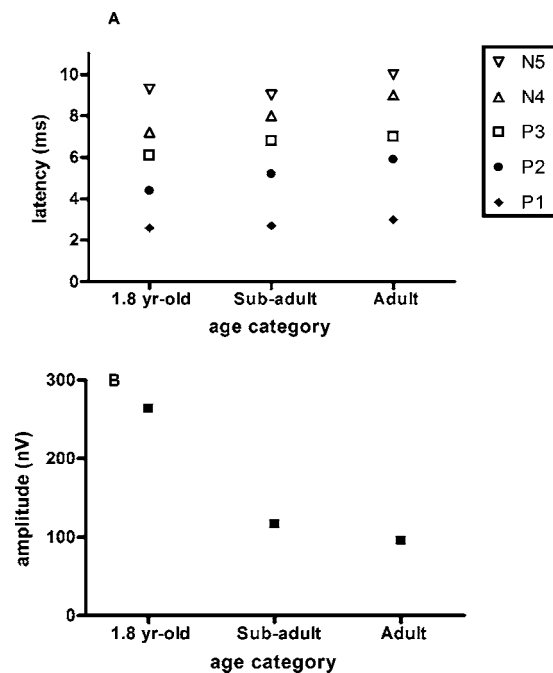 A
latency (ms)
10
8
6
4
2
0
1.8 yr-old Sub-adult Adult
age category
N5
N4
P3
P2
P1
B
amplitude (nV)
300
200
100
0
1.8 yr-old Sub-adult Adult
age category